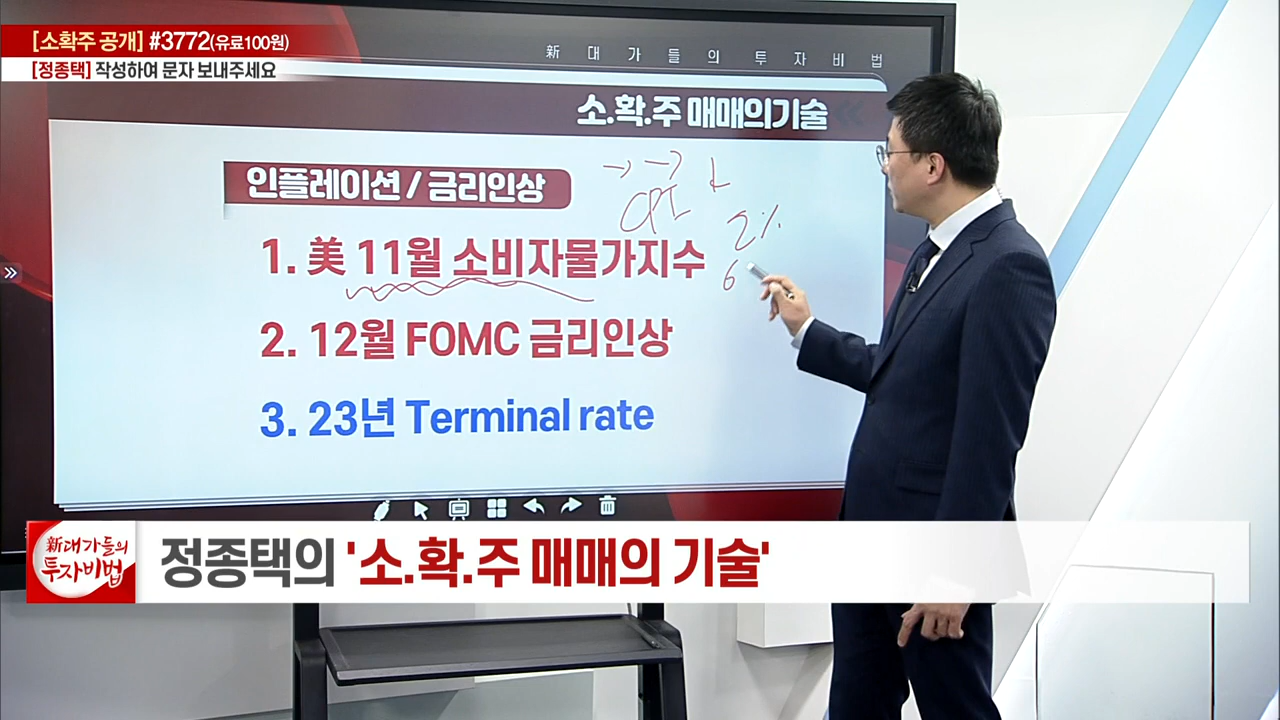 [소확주 공개] #3772(유료100원)
[정종택] 작성하여 문자 보내주세요
新 대 가 들 의 투 자 비 법
소.확.주 매매의기술
인플레이션 / 금리인상
CPI
2%
1. 美 11월 소비자물가지수
6
2. 12월 FOMC 금리인상
3. 23년 Terminal rate
新대가들의
투자비법
정종택의 '소.확.주 매매의 기술'